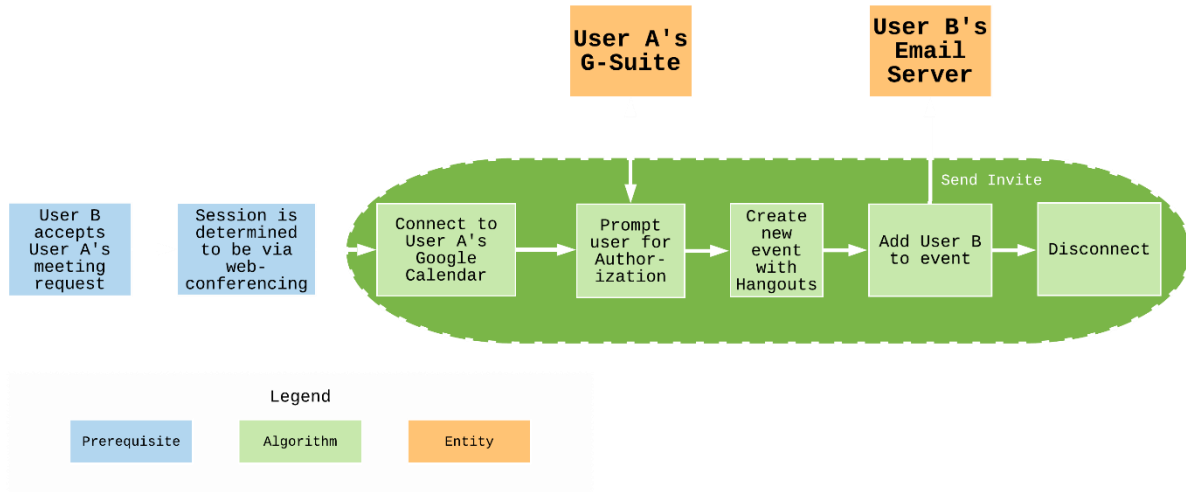 User A's
G-Suite
User B's
Email
Server
Send Invite
User B
accepts
User A's
meeting
request
Session is
determined
to be via
web-
conferencing
Connect to
User A's
Google
Calendar
Prompt
user for
Author-
ization
Create
new
event
with
Hangouts
Add User B
to event
Disconnect
Legend
Prerequisite
Algorithm
Entity